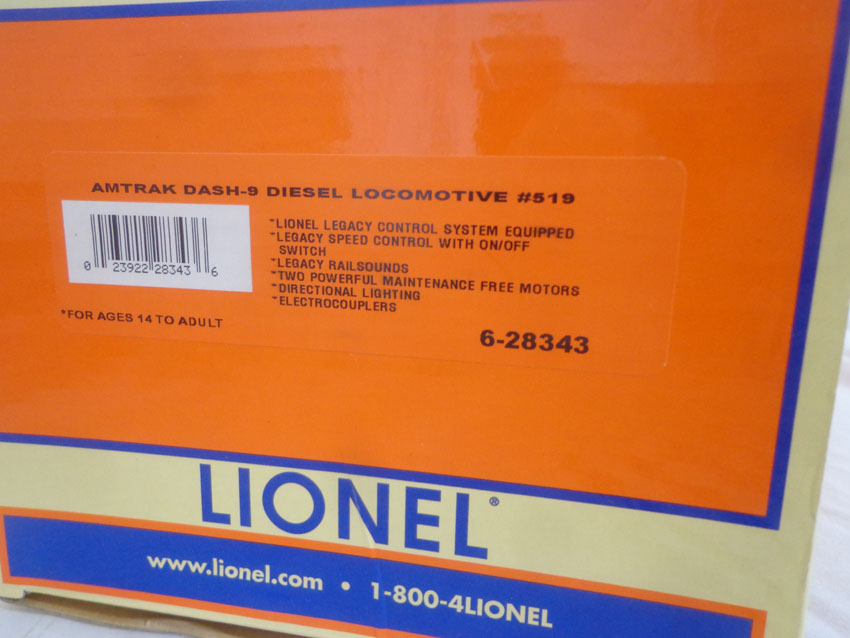 AMTRAK DASH-9 DIESEL LOCOMOTIVE #519
0 23922 28343 6
*FOR AGES 14 TO ADULT
~LIONEL LEGACY CONTROL SYSTEM EQUIPPED
~LEGACY SPEED CONTROL WITH ON/OFF
SWITCH
~LEGACY RAILSOUNDS
~TWO POWERFUL MAINTENANCE FREE MOTORS
~DIRECTIONAL LIGHTING
~ELECTROCOUPLERS
6-28343
LIONEL®
www.lionel.com • 1-800-4LIONEL